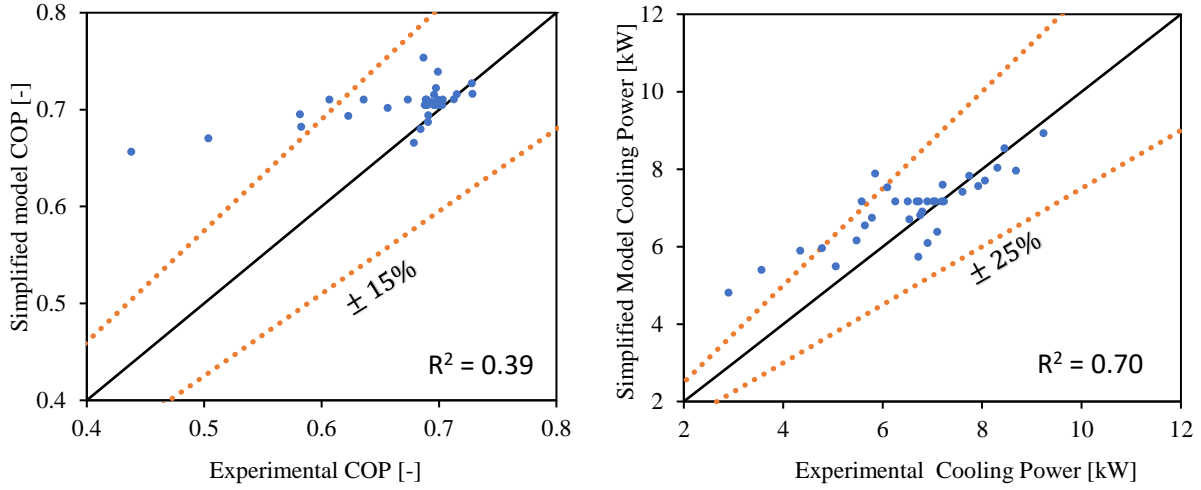 Simplified model COP [-]
0.8
0.7
0.6
0.5
0.4
± 15%
R² = 0.39
0.4 0.5 0.6 0.7 0.8
Experimental COP [-]
Simplified Model Cooling Power [kW]
12
10
8
6
4
2
± 25%
R² = 0.70
2 4 6 8 10 12
Experimental Cooling Power [kW]